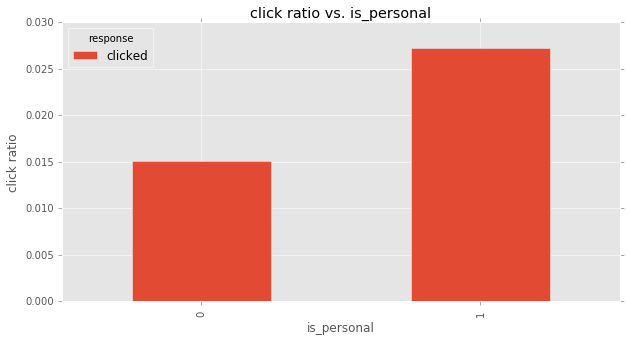 click ratio vs. is_personal
response
clicked
0.030
0.025
0.020
0.015
0.010
0.005
0.000
click ratio
0
1
is_personal